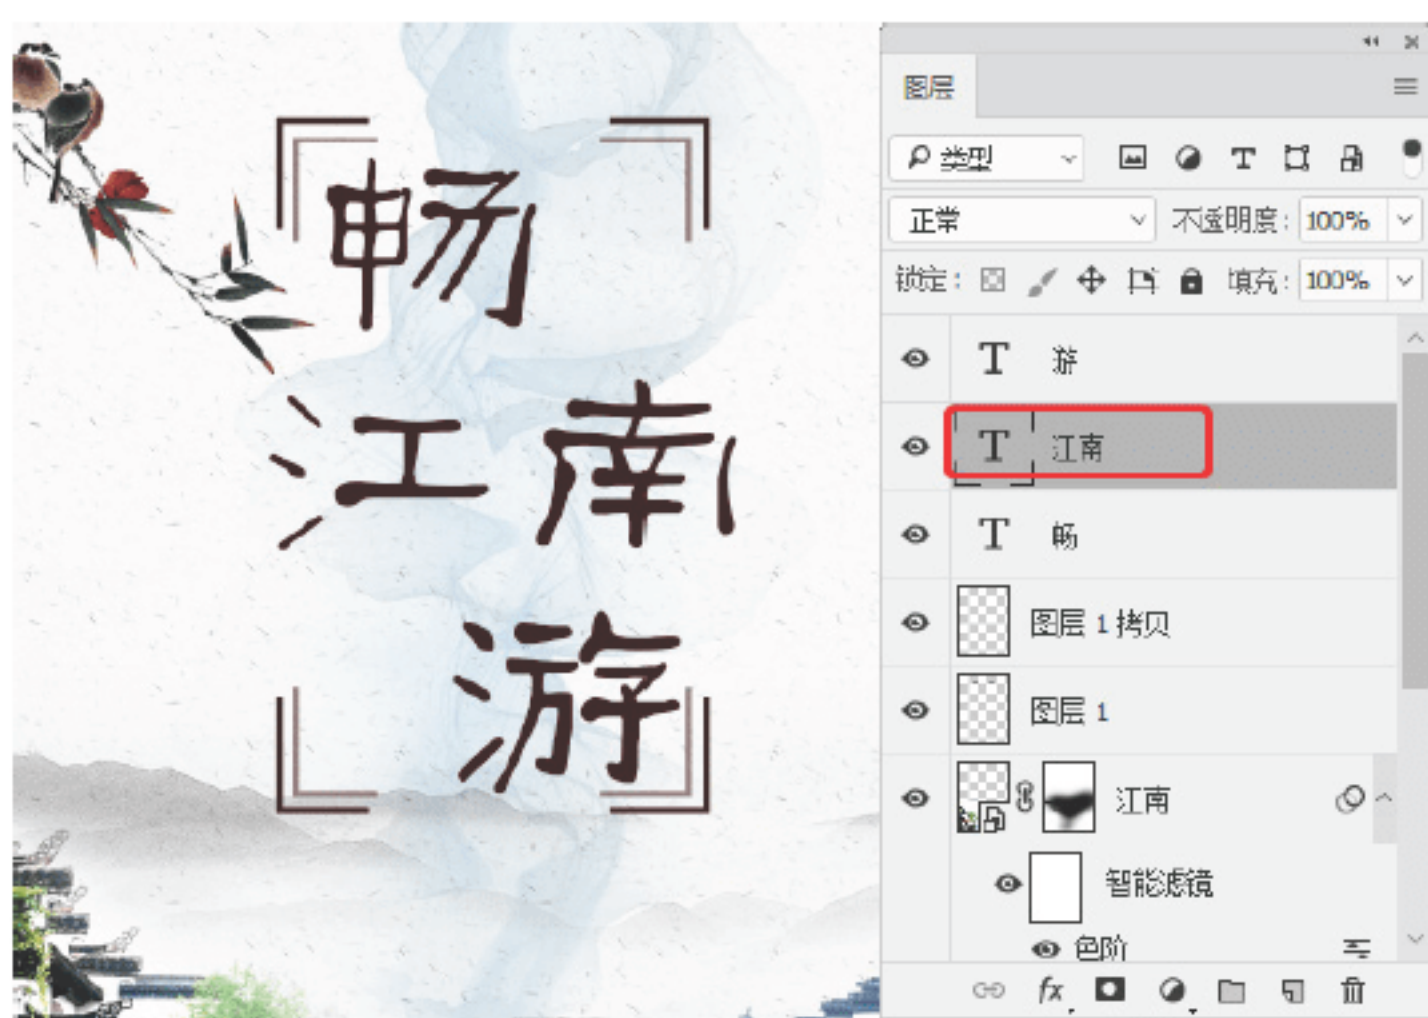 畅
江南
游
图层
类型
正常 不透明度: 100%
锁定: 填充: 100%
T 游
T 江南
T 畅
图层 1 拷贝
图层 1
江南
智能滤镜
色阶
fx